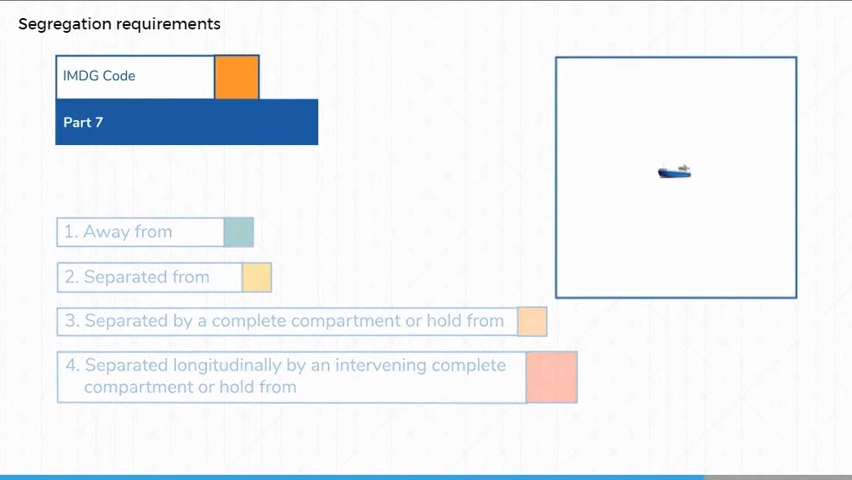 Segregation requirements
IMDG Code
Part 7
1. Away from
2. Separated from
3. Separated by a complete compartment or hold from
4. Separated longitudinally by an intervening complete
compartment or hold from